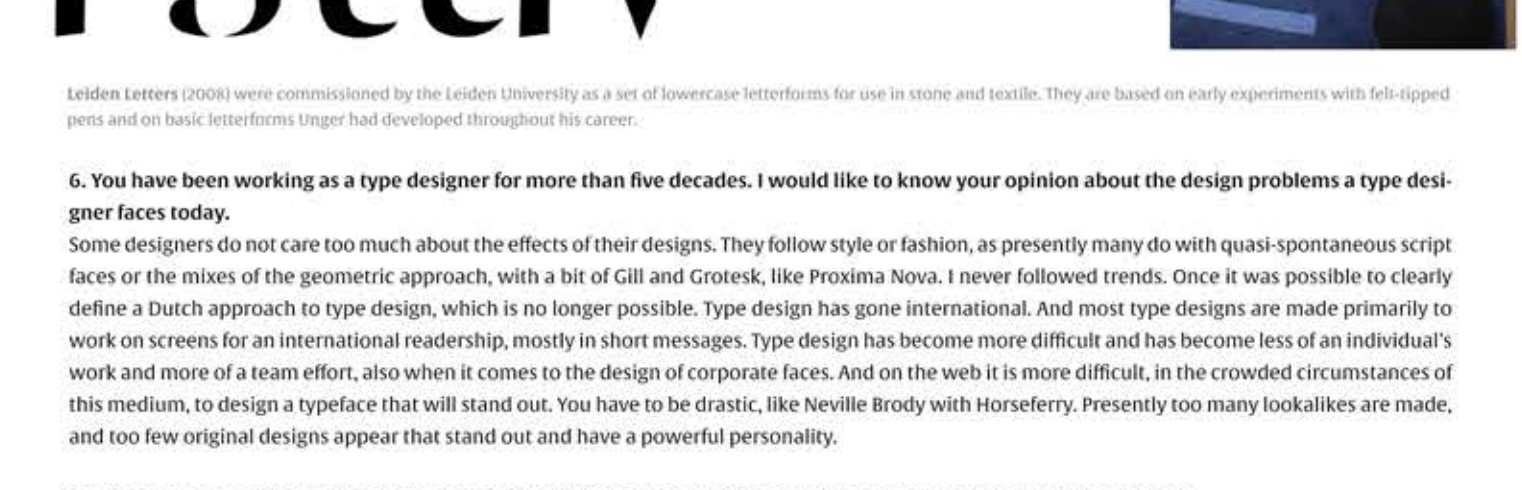 Leiden Letters (2008) were commissioned by the Leiden University as a set of lowercase letterforms for use in stone and textile. They are based on early experiments with felt-tipped
pens and on basic letterforms Unger had developed throughout his career.
6. You have been working as a type designer for more than five decades. I would like to know your opinion about the design problems a type desi-
gner faces today.
Some designers do not care too much about the effects of their designs. They follow style or fashion, as presently many do with quasi-spontaneous script
faces or the mixes of the geometric approach, with a bit of Gill and Grotesk, like Proxima Nova. I never followed trends. Once it was possible to clearly
define a Dutch approach to type design, which is no longer possible. Type design has gone international. And most type designs are made primarily to
work on screens for an international readership, mostly in short messages. Type design has become more difficult and has become less of an individual's
work and more of a team effort, also when it comes to the design of corporate faces. And on the web it is more difficult, in the crowded circumstances of
this medium, to design a typeface that will stand out. You have to be drastic, like Neville Brody with Horseferry. Presently too many lookalikes are made,
and too few original designs appear that stand out and have a powerful personality.